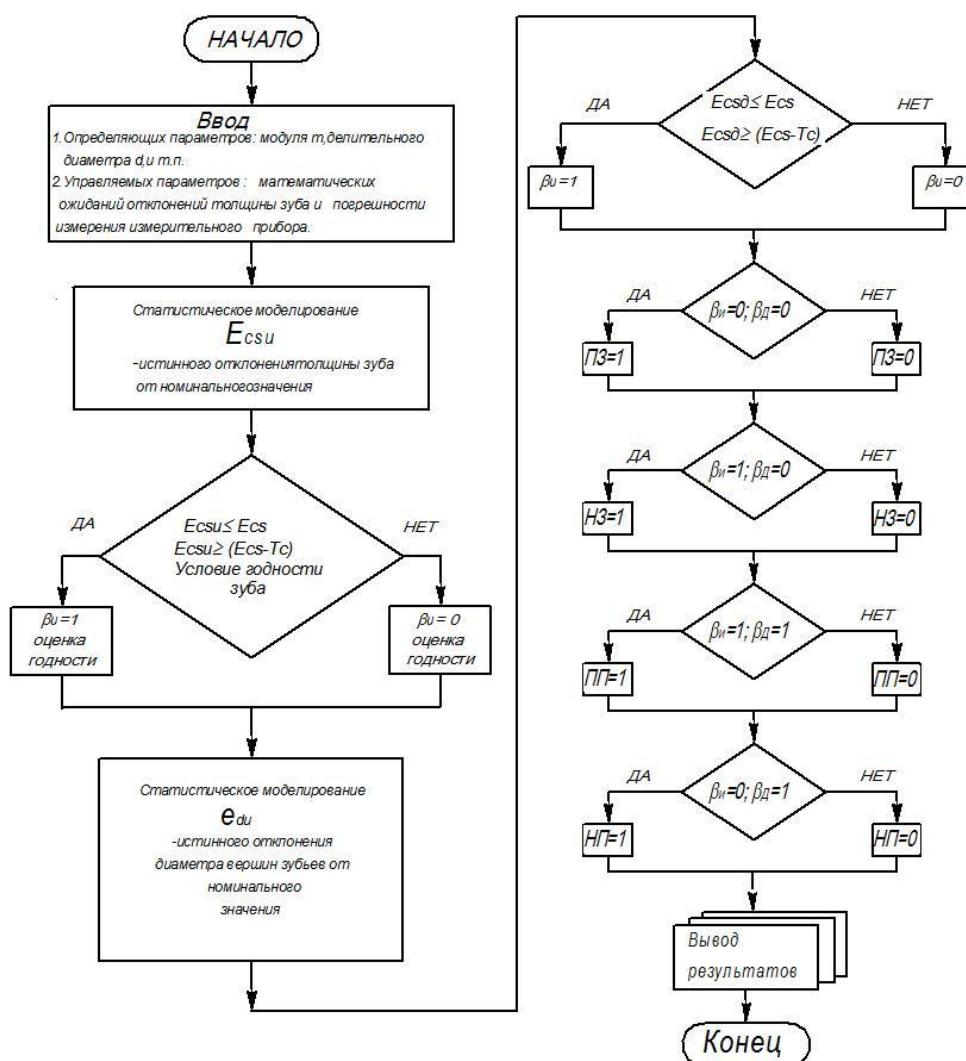 НАЧАЛО
Ввод
1.Определяющих параметров: модуля m,делительного
диаметра d,и т.п.
2.Управляемых параметров : математических
ожиданий отклонений толщины зуба и погрешности
измерения измерительного прибора.
Статистическое моделирование
Ecsu
-истинного отклонениятолщины зуба
от номинальногозначения
ДА
НЕТ
Ecsu≤ Ecs
Ecsu≥ (Ecs-Tc)
Условие годности
зуба
βu=1
оценка
годности
βu= 0
оценка
годности
Статистическое моделирование
edu
-истинного отклонения
диаметра вершин зубьев от
номинального
значения
ДА
НЕТ
Ecsд≤ Ecs
Ecsд≥ (Ecs-Tc)
βu=1
βu=0
ДА
НЕТ
βи=0; βд=0
ПЗ=1
ПЗ=0
ДА
НЕТ
βи=1; βд=0
НЗ=1
НЗ=0
ДА
НЕТ
βи=1; βд=1
ПП=1
ПП=0
ДА
НЕТ
βи=0; βд=1
НП=1
НП=0
Вывод
результатов
Конец